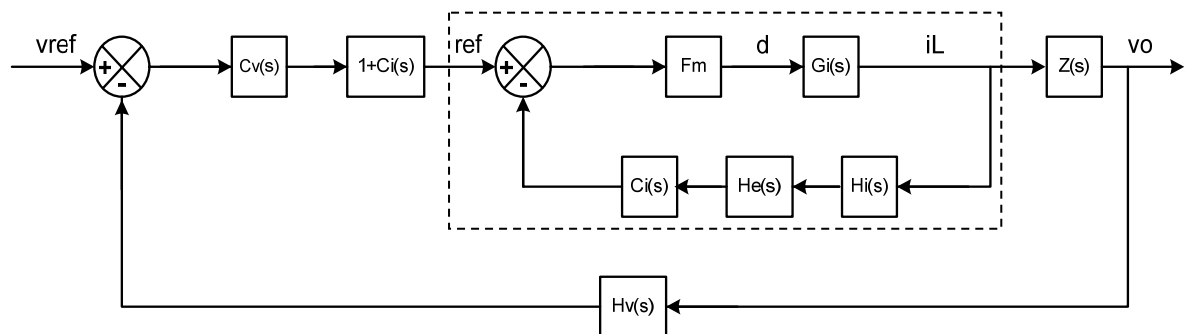 vref
+
-
Cv(s)
1+Ci(s)
ref
+
-
Fm
d
Gi(s)
iL
Z(s)
vo
Ci(s)
He(s)
Hi(s)
Hv(s)